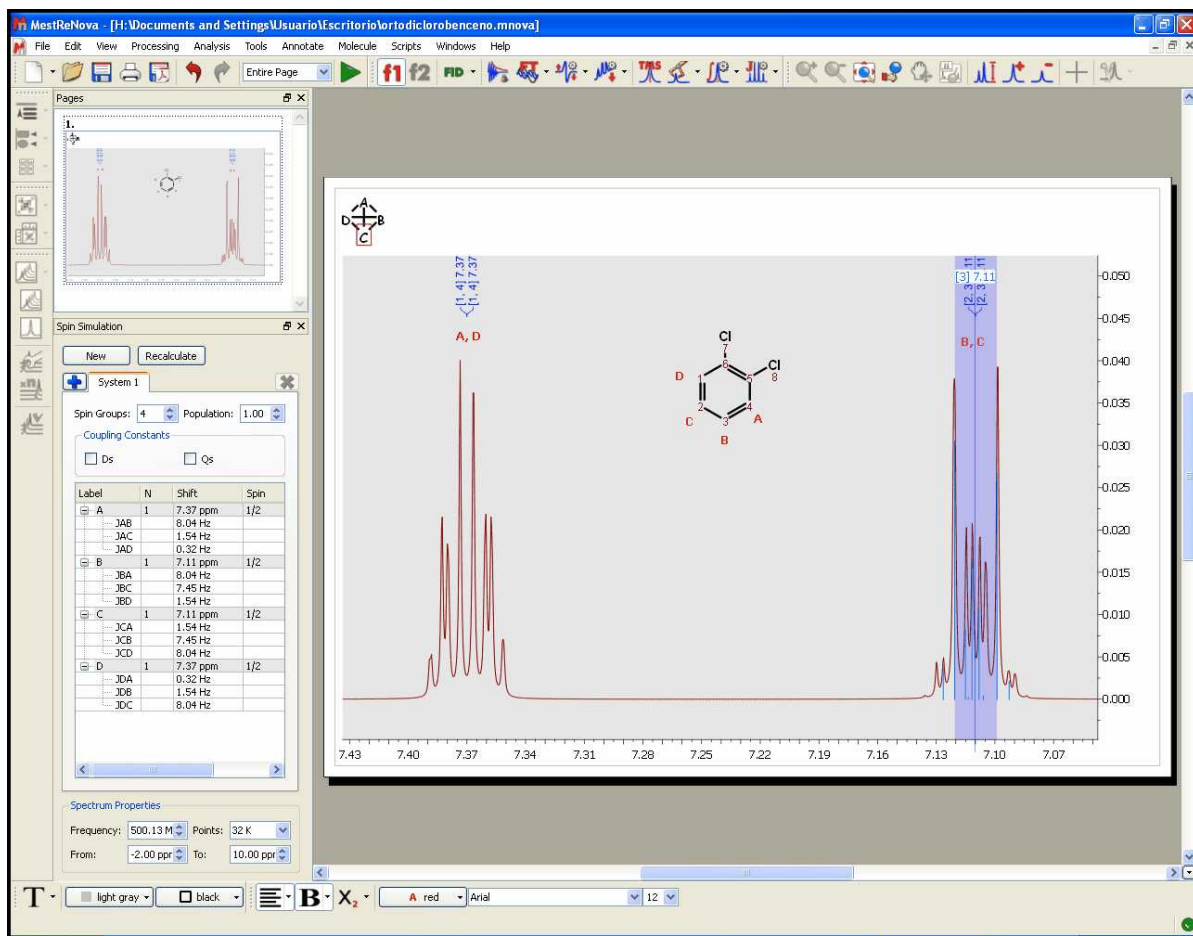 MestReNova - [H:\Documents and Settings\Usuario\Escritorio\ortodiclorobenceno.mnova]
File Edit View Processing Analysis Tools Annotate Molecule Scripts Windows Help
Entire Page f1 f2 FID TMS
Pages
1.
Spin Simulation
New Recalculate
System 1
Spin Groups: 4 Population: 1.00
Coupling Constants
Ds Qs
Label N Shift Spin
A 1 7.37 ppm 1/2
JAB 8.04 Hz
JAC 1.54 Hz
JAD 0.32 Hz
B 1 7.11 ppm 1/2
JBA 8.04 Hz
JBC 7.45 Hz
JBD 1.54 Hz
C 1 7.11 ppm 1/2
JCA 1.54 Hz
JCB 7.45 Hz
JCD 8.04 Hz
D 1 7.37 ppm 1/2
JDA 0.32 Hz
JDB 1.54 Hz
JDC 8.04 Hz
Spectrum Properties
Frequency: 500.13 M Points: 32 K
From: -2.00 ppr To: 10.00 ppr
A
D B
C
[1, 4] 7.37
[1, 4] 7.37
A, D
[3] 7.11
B, C
Cl
7
Cl
8
6
5
D 1
2
4
C
3
A
B
0.050
0.045
0.040
0.035
0.030
0.025
0.020
0.015
0.010
0.005
0.000
7.43 7.40 7.37 7.34 7.31 7.28 7.25 7.22 7.19 7.16 7.13 7.10 7.07
T light gray black B X₂ A red Arial 12